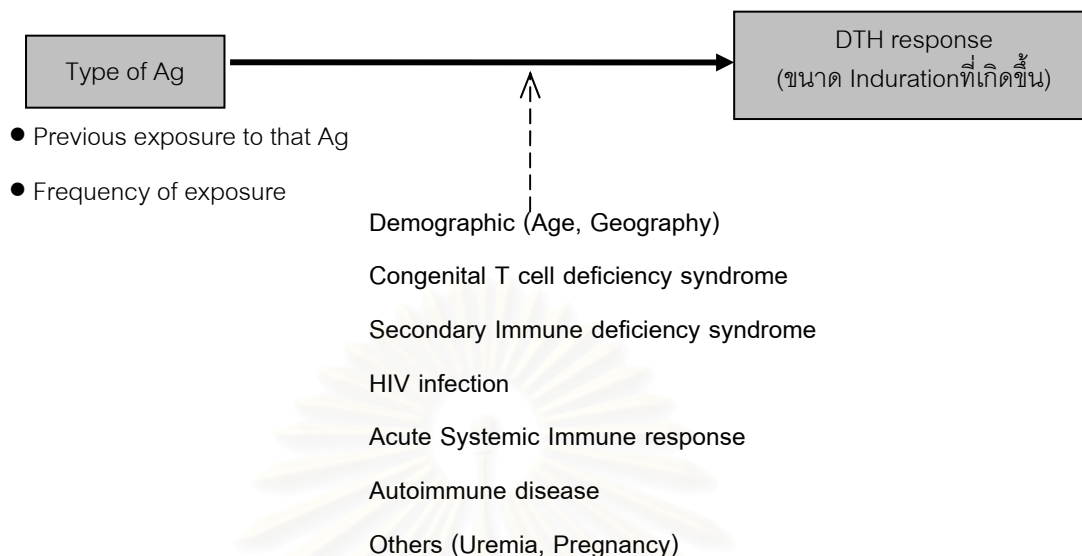 Type of Ag
DTH response
(ขนาด Indurationที่เกิดขึ้น)
● Previous exposure to that Ag
● Frequency of exposure
Demographic (Age, Geography)
Congenital T cell deficiency syndrome
Secondary Immune deficiency syndrome
HIV infection
Acute Systemic Immune response
Autoimmune disease
Others (Uremia, Pregnancy)